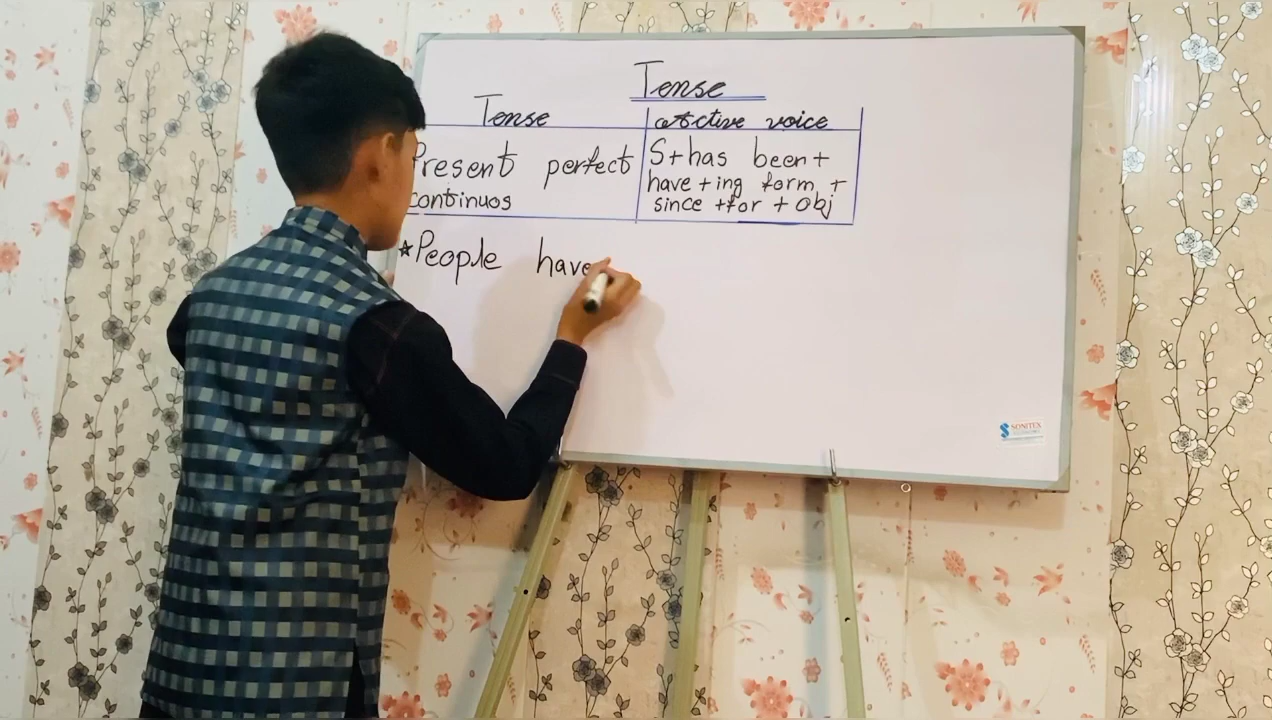 Tense
Tense
Active voice
Present perfect
continuos
S+has been+
have +ing form +
since +for + obj
*People have
SONITEX